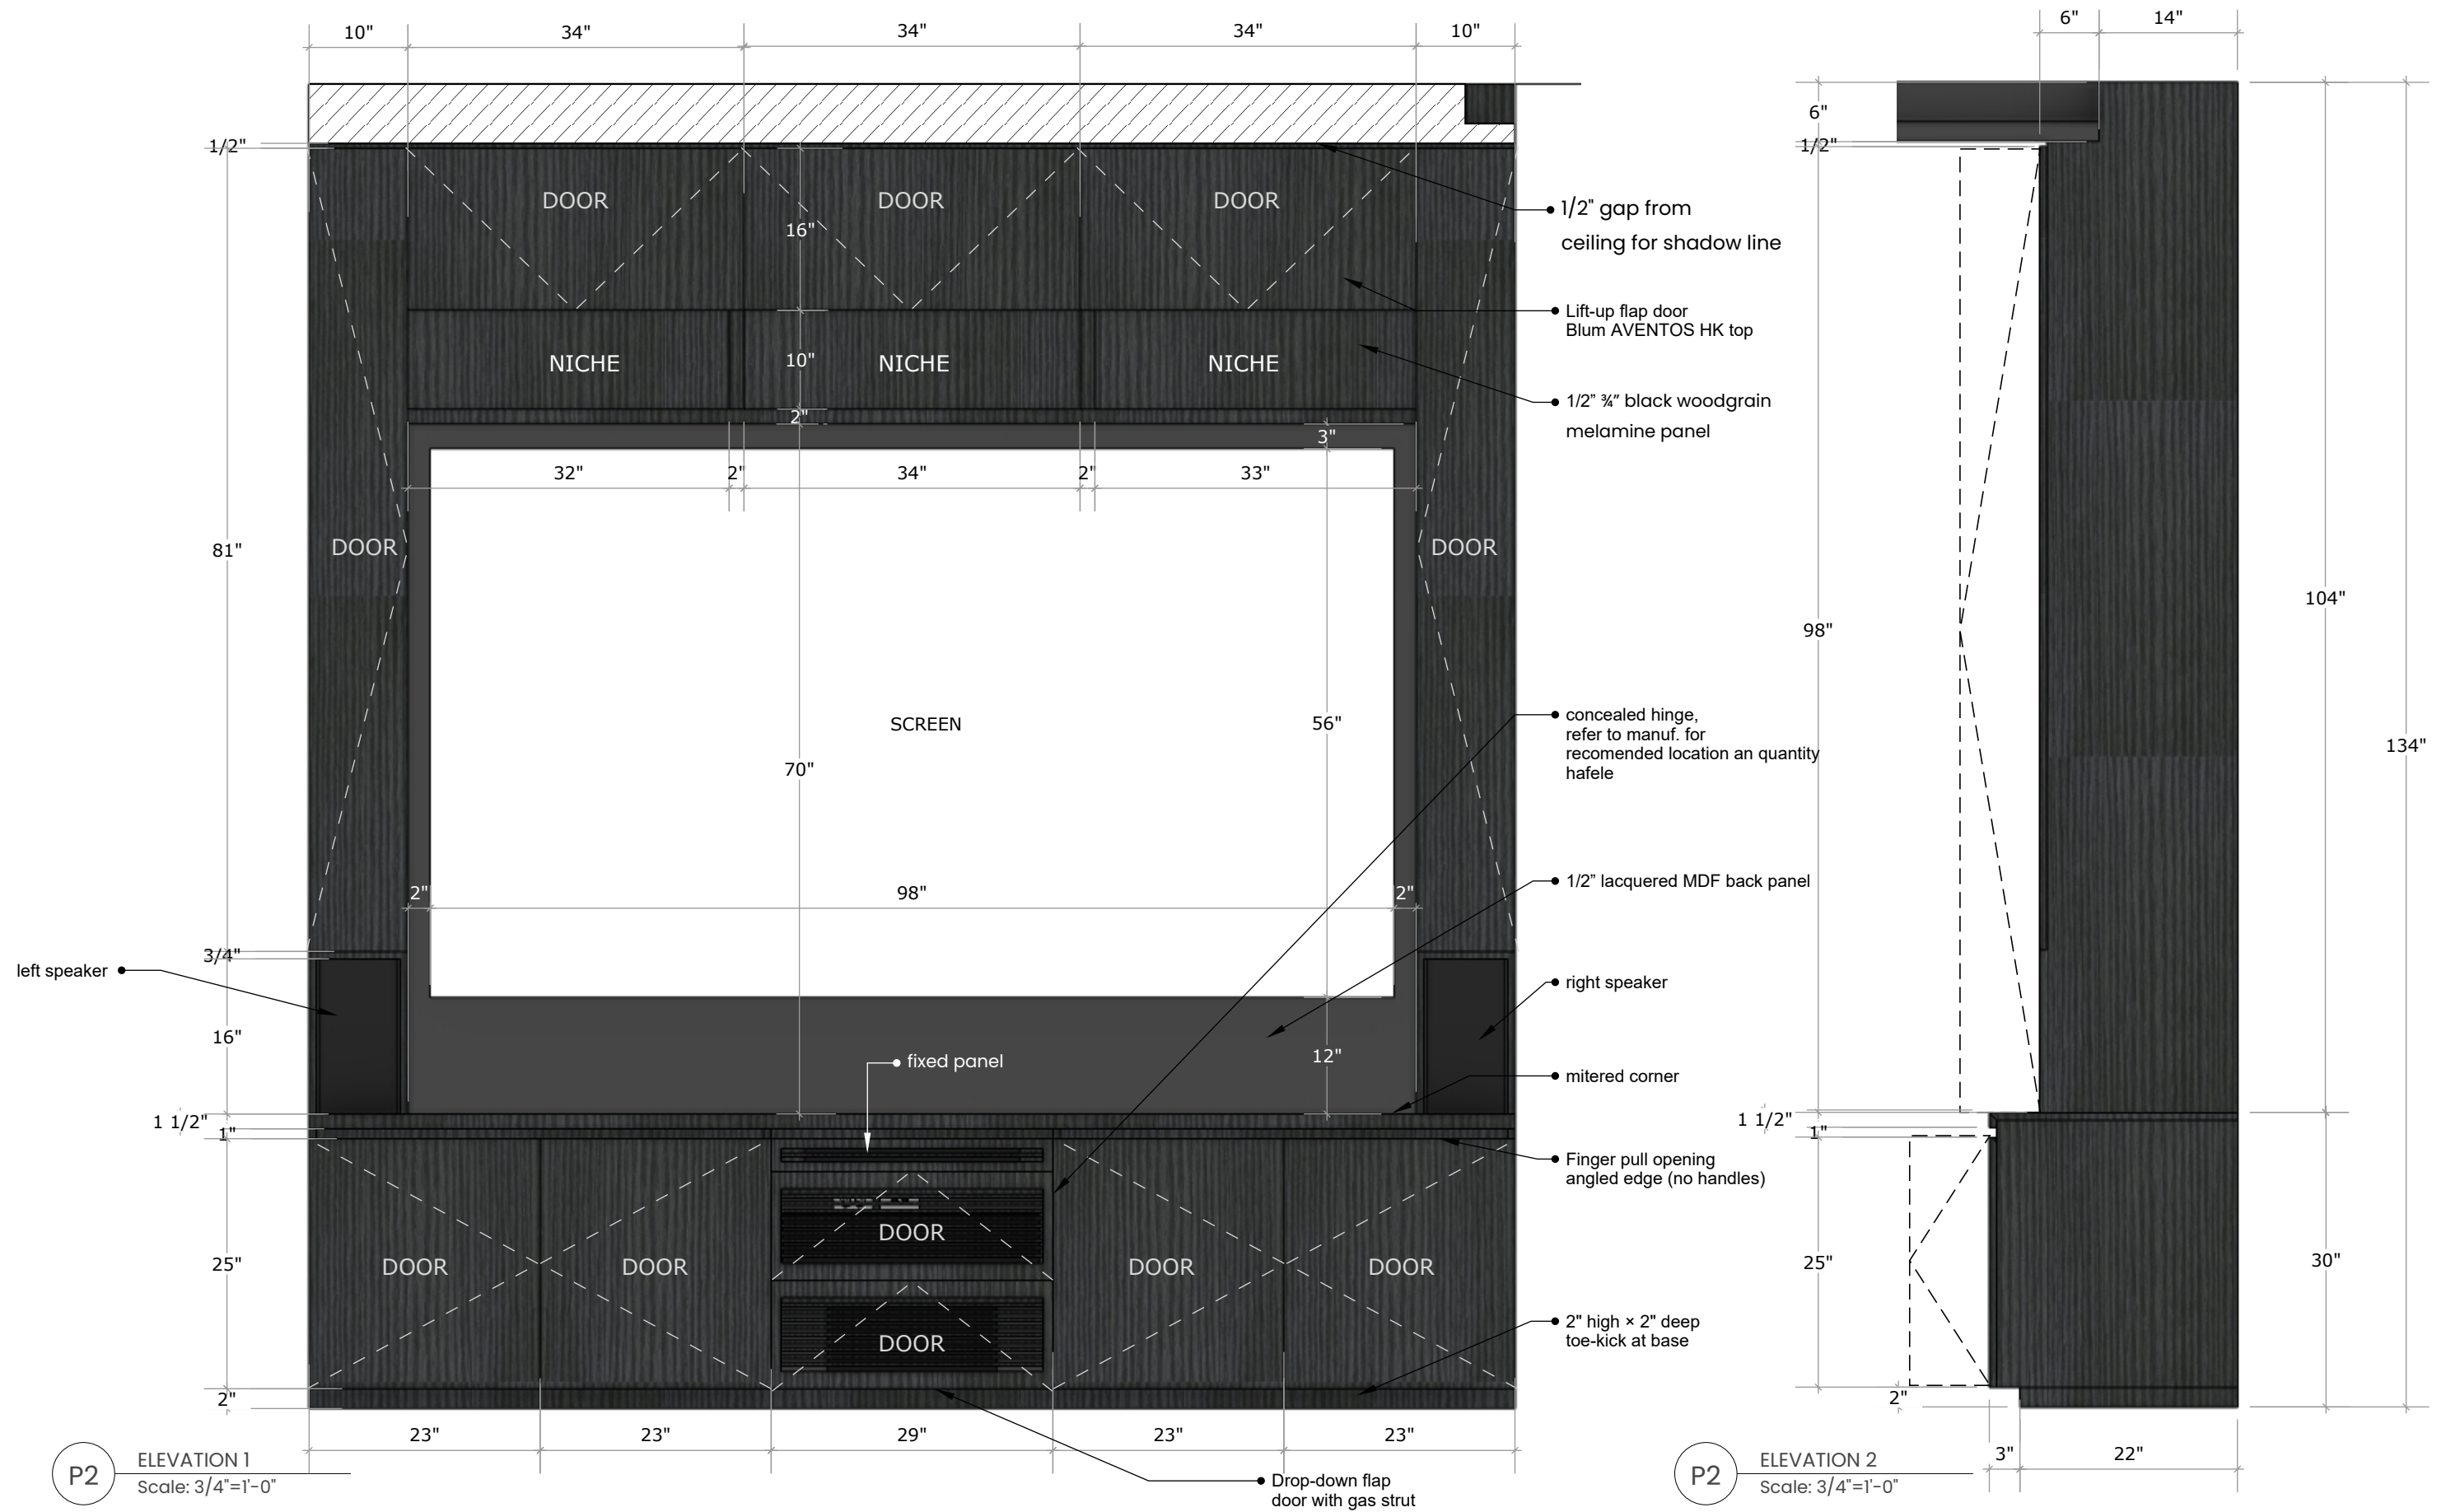 10" 34" 34" 34" 10" 6" 14"
6"
1/2" 1/2"
DOOR DOOR DOOR
1/2" gap from
ceiling for shadow line
16"
Lift-up flap door
Blum AVENTOS HK top
NICHE 10" NICHE NICHE
1/2" ¾" black woodgrain
melamine panel
2"
3"
32" 2" 34" 2" 33"
81" DOOR DOOR
104"
98"
concealed hinge,
refer to manuf. for
recomended location an quantity
hafele
SCREEN 56"
134"
70"
2" 98" 2"
1/2" lacquered MDF back panel
3/4"
left speaker
right speaker
16"
fixed panel
12"
mitered corner
1 1/2" 1 1/2"
1" 1"
Finger pull opening
angled edge (no handles)
DOOR
25" DOOR DOOR DOOR DOOR 25" 30"
2" high × 2" deep
toe-kick at base
DOOR
2" 2"
23" 23" 29" 23" 23" 3" 22"
P2 ELEVATION 1
Scale: 3/4"=1'-0"
P2 ELEVATION 2
Scale: 3/4"=1'-0"
Drop-down flap
door with gas strut